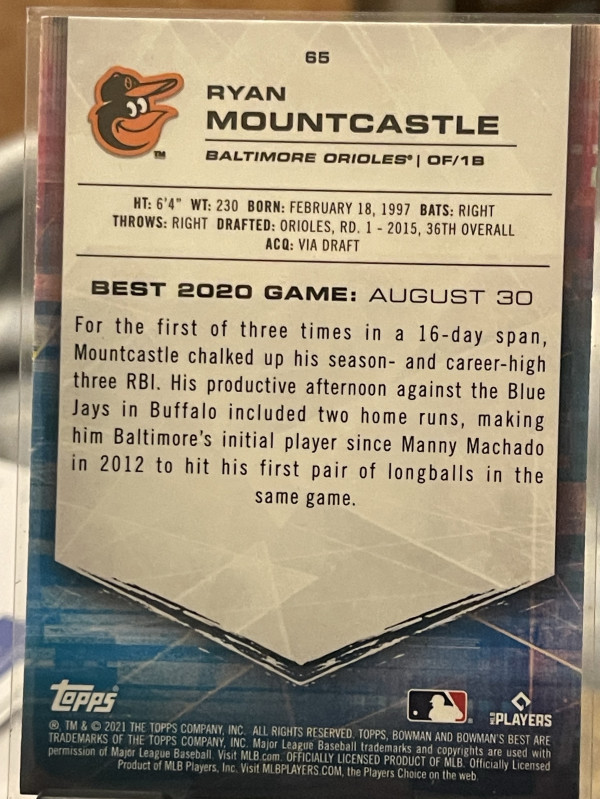 65
RYAN
MOUNTCASTLE
BALTIMORE ORIOLES® | OF/1B
HT: 6'4" WT: 230 BORN: FEBRUARY 18, 1997 BATS: RIGHT
THROWS: RIGHT DRAFTED: ORIOLES, RD. 1 - 2015, 36TH OVERALL
ACQ: VIA DRAFT
BEST 2020 GAME: AUGUST 30
For the first of three times in a 16-day span,
Mountcastle chalked up his season- and career-high
three RBI. His productive afternoon against the Blue
Jays in Buffalo included two home runs, making
him Baltimore's initial player since Manny Machado
in 2012 to hit his first pair of longballs in the
same game.
Topps
MLB PLAYERS
®, TM & © 2021 THE TOPPS COMPANY, INC. ALL RIGHTS RESERVED. TOPPS, BOWMAN AND BOWMAN'S BEST ARE
TRADEMARKS OF THE TOPPS COMPANY, INC. Major League Baseball trademarks and copyrights are used with
permission of Major League Baseball. Visit MLB.com. OFFICIALLY LICENSED PRODUCT OF MLB. Officially Licensed
Product of MLB Players, Inc. Visit MLBPLAYERS.COM, the Players Choice on the web.